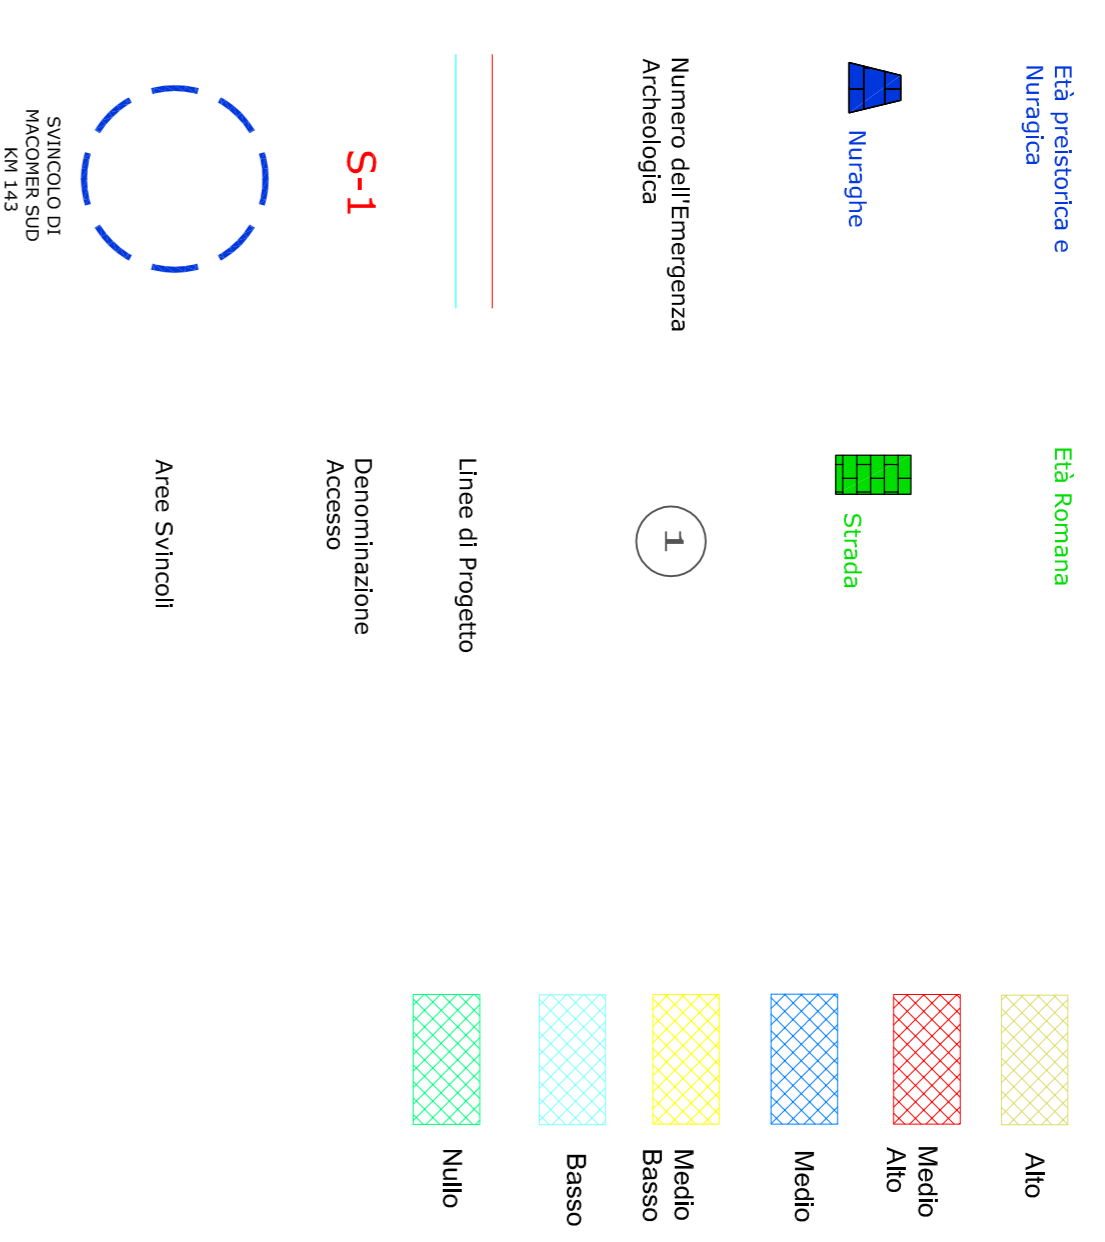 Età preistorica e
Nuragica
Età Romana
Nuraghe
Strada
Numero dell'Emergenza
Archeologica
1
Linee di Progetto
S-1
Denominazione
Accesso
SVINCOLO DI
MACOMER SUD
KM 143
Aree Svincoli
Alto
Medio
Alto
Medio
Medio
Basso
Basso
Nullo